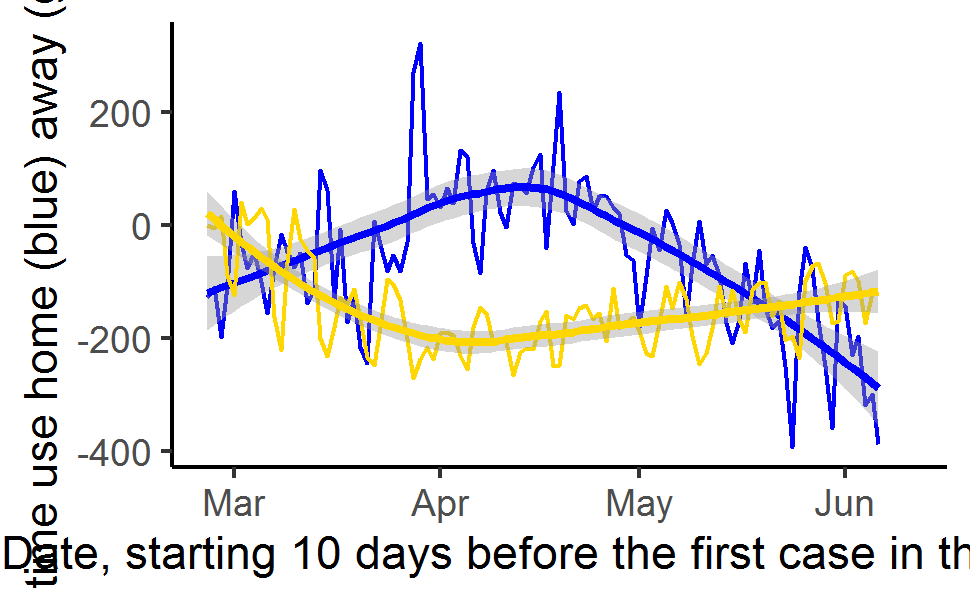 time use home (blue) away (g
200
0
-200
-400
Mar Apr May Jun
Date, starting 10 days before the first case in th